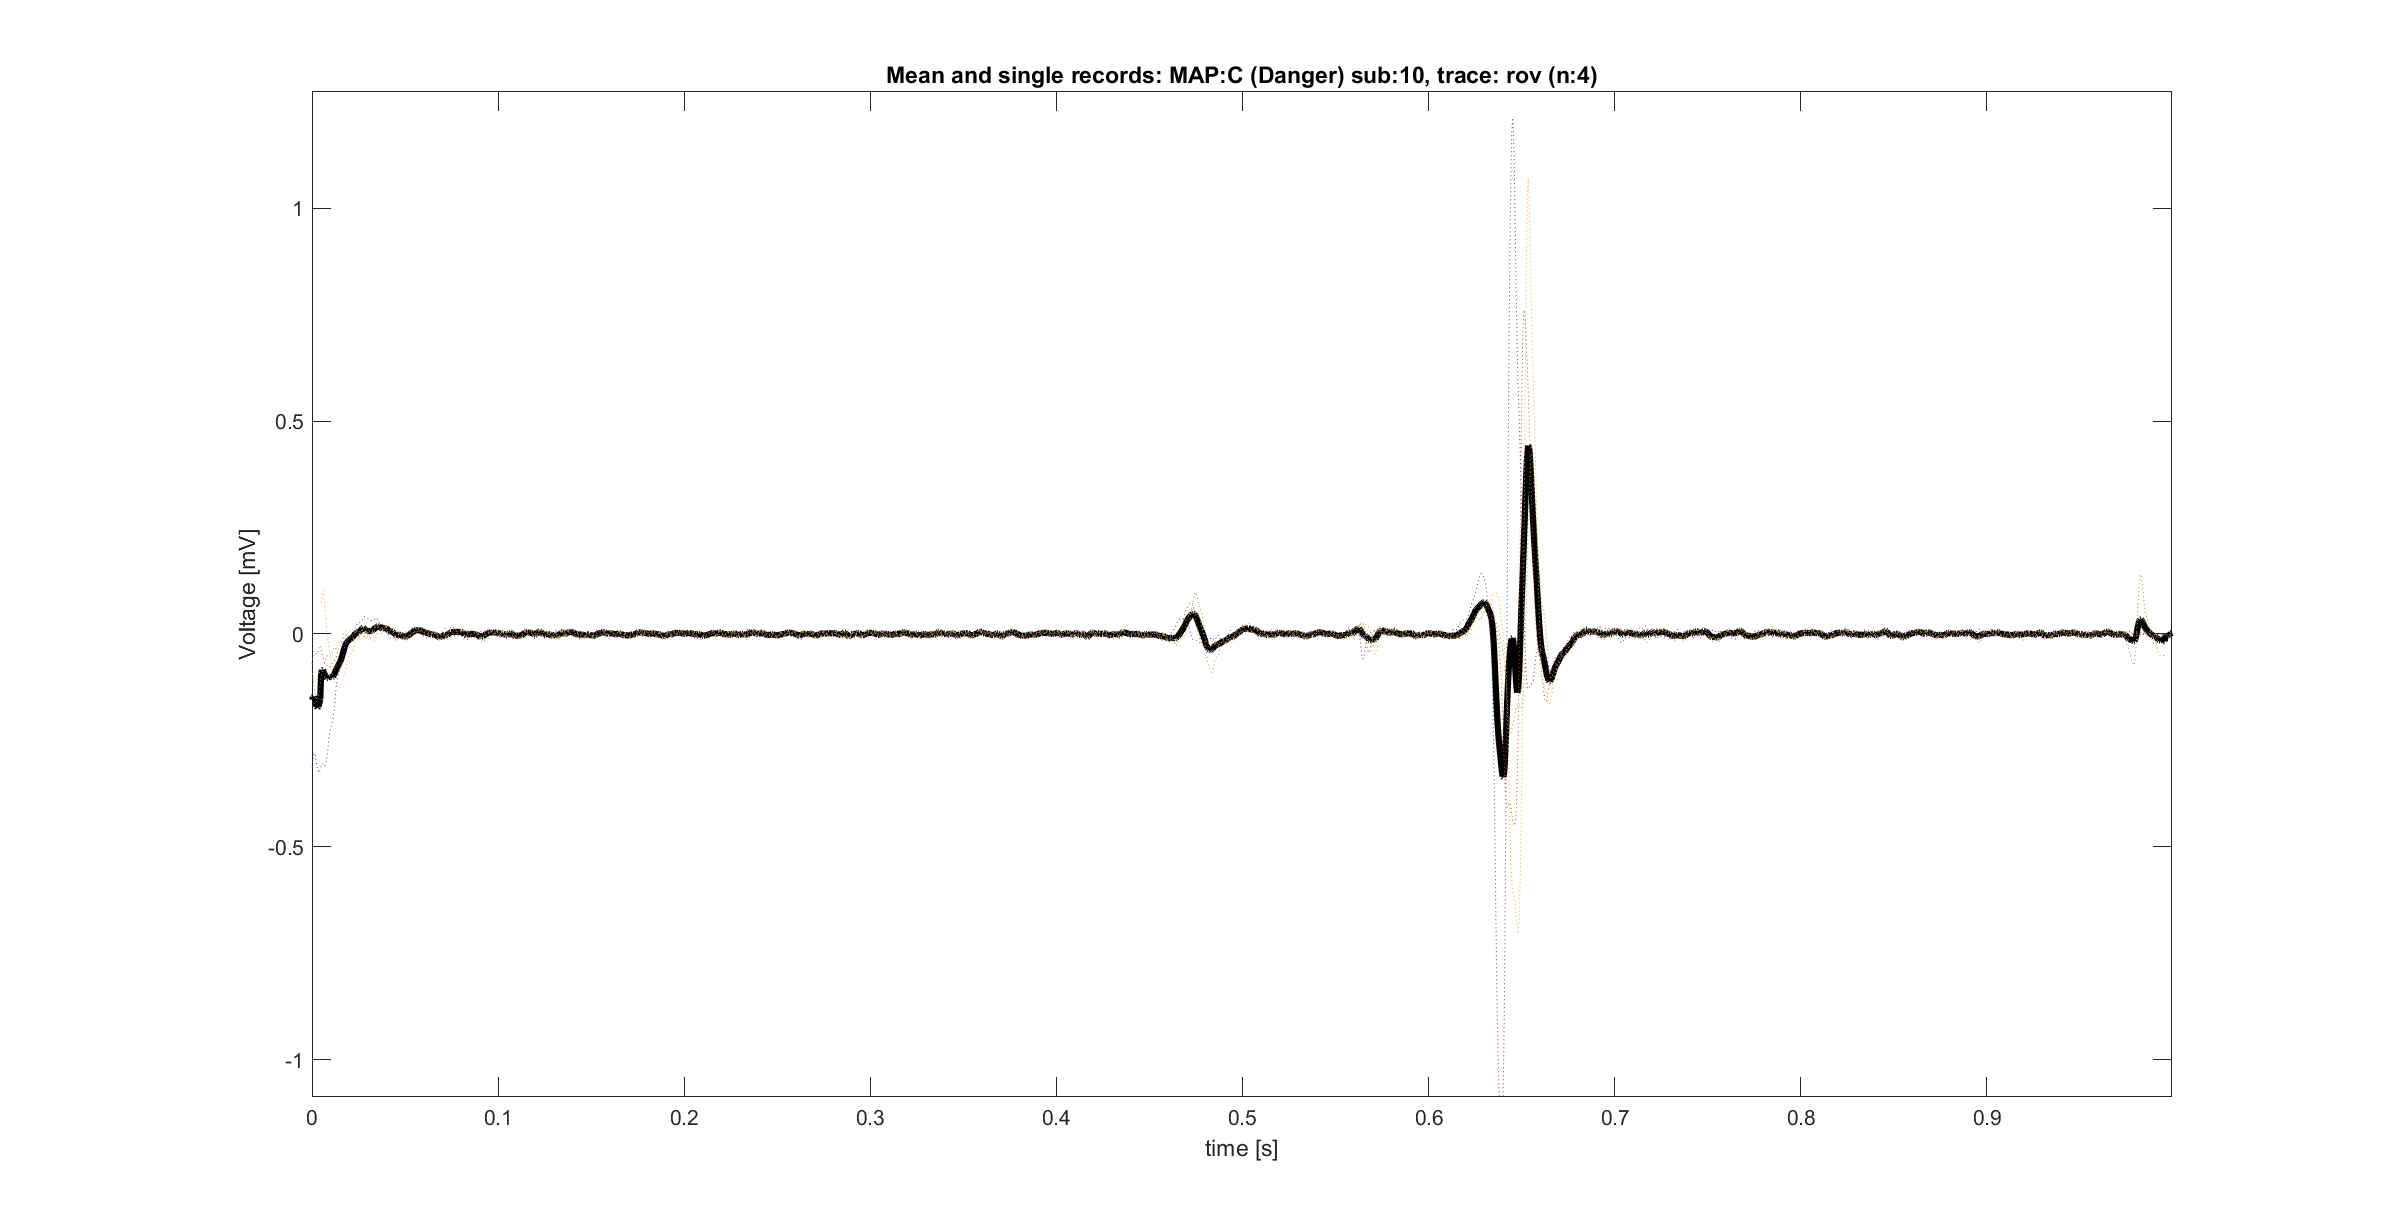 Mean and single records: MAP:C (Danger) sub:10, trace: rov (n:4)
1
0.5
0
-0.5
-1
Voltage [mV]
0 0.1 0.2 0.3 0.4 0.5 0.6 0.7 0.8 0.9
time [s]